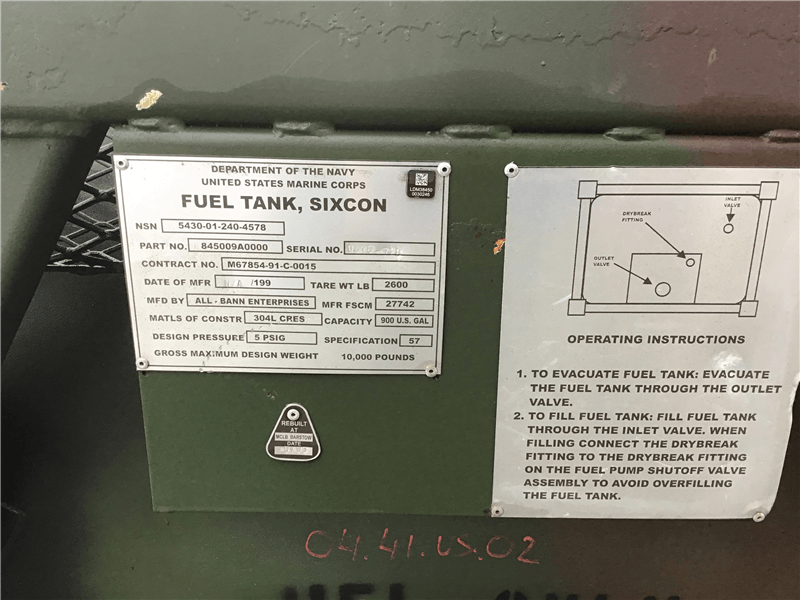 DEPARTMENT OF THE NAVY
UNITED STATES MARINE CORPS
FUEL TANK, SIXCON
LDM38450
0030246
NSN 5430-01-240-4578
PART NO. 845009A0000 SERIAL NO.
CONTRACT NO. M67854-91-C-0015
DATE OF MFR /199 TARE WT LB 2600
MFD BY ALL - BANN ENTERPRISES MFR FSCM 27742
MATLS OF CONSTR 304L CRES CAPACITY 900 U.S. GAL
DESIGN PRESSURE 5 PSIG SPECIFICATION 57
GROSS MAXIMUM DESIGN WEIGHT 10,000 POUNDS
REBUILT
AT
MCLB BARSTOW
DATE
INLET
VALVE
DRYBREAK
FITTING
OUTLET
VALVE
OPERATING INSTRUCTIONS
1. TO EVACUATE FUEL TANK: EVACUATE
THE FUEL TANK THROUGH THE OUTLET
VALVE.
2. TO FILL FUEL TANK: FILL FUEL TANK
THROUGH THE INLET VALVE. WHEN
FILLING CONNECT THE DRYBREAK
FITTING TO THE DRYBREAK FITTING
ON THE FUEL PUMP SHUTOFF VALVE
ASSEMBLY TO AVOID OVERFILLING
THE FUEL TANK.
04.41.US.02